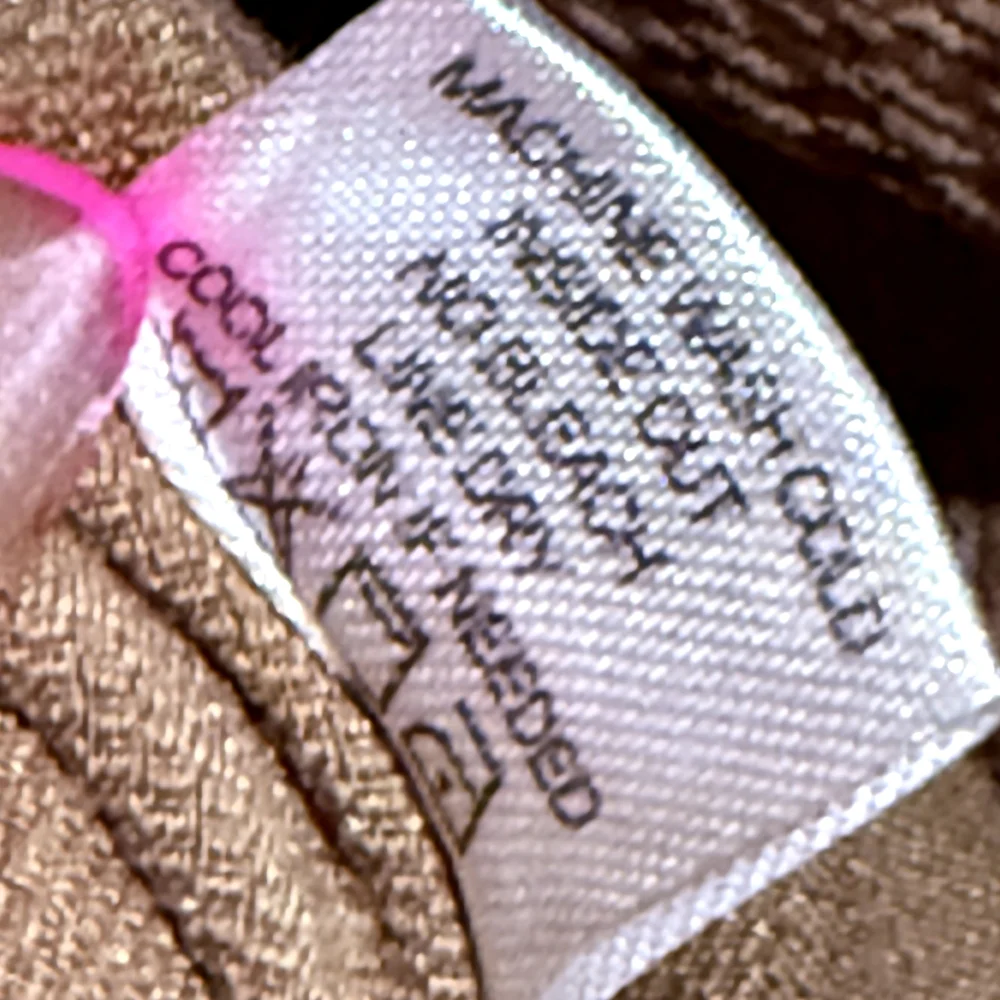 MACHINE WASH COLD
INSIDE OUT
NO BLEACH
LINE DRY
COOL IRON IF NEEDED